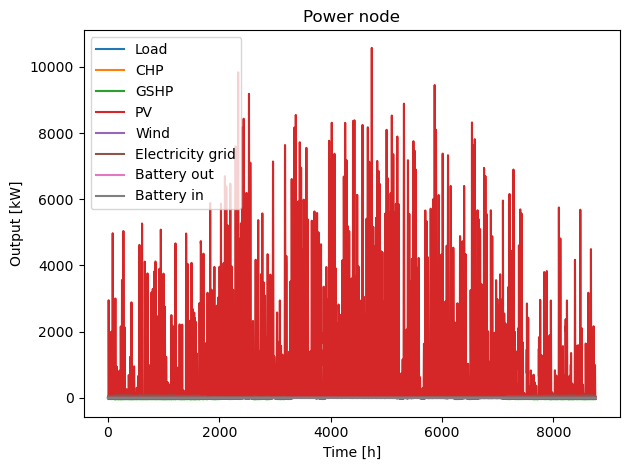 Power node
Output [kW]
10000
8000
6000
4000
2000
0
Load
CHP
GSHP
PV
Wind
Electricity grid
Battery out
Battery in
0
2000
4000
6000
8000
Time [h]